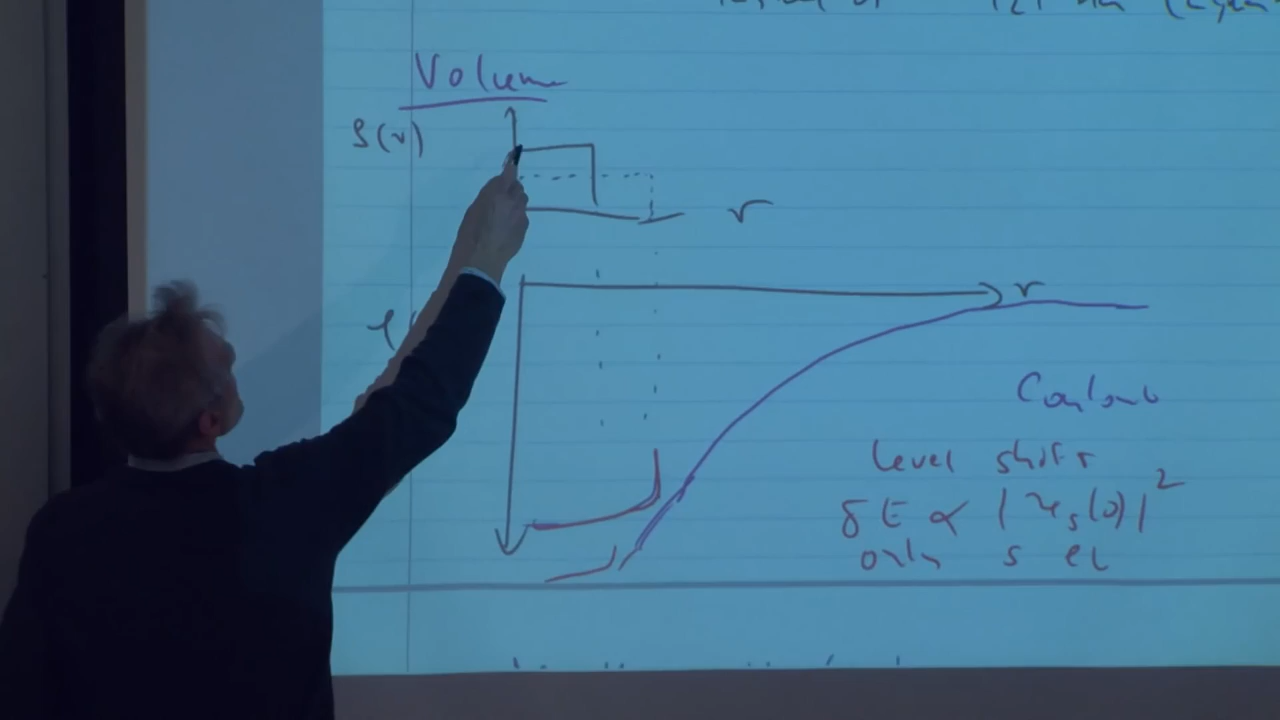 Volume
ρ(r)
r
r
Coulomb
level shift
δE ∝ |ψs(0)|²
only s el